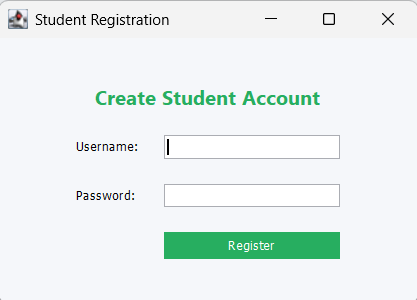 Student Registration
Create Student Account
Username:
Password:
Register